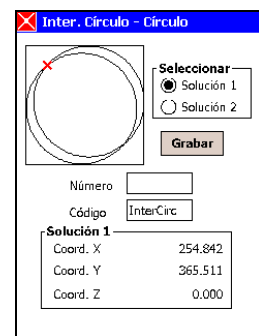 Inter. Círculo - Círculo
Seleccionar
Solución 1
Solución 2
Grabar
Número
Código InterCirc
Solución 1
Coord. X 254.842
Coord. Y 365.511
Coord. Z 0.000